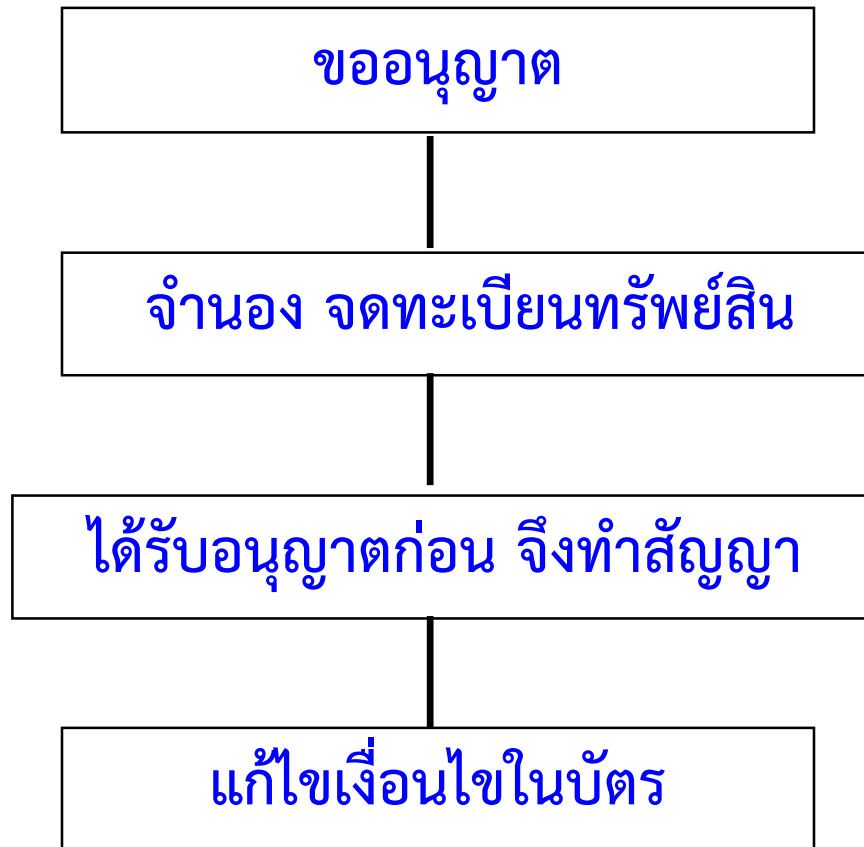 ขออนุญาต
จำนอง จดทะเบียนทรัพย์สิน
ได้รับอนุญาตก่อน จึงทำสัญญา
แก้ไขเงื่อนไขในบัตร